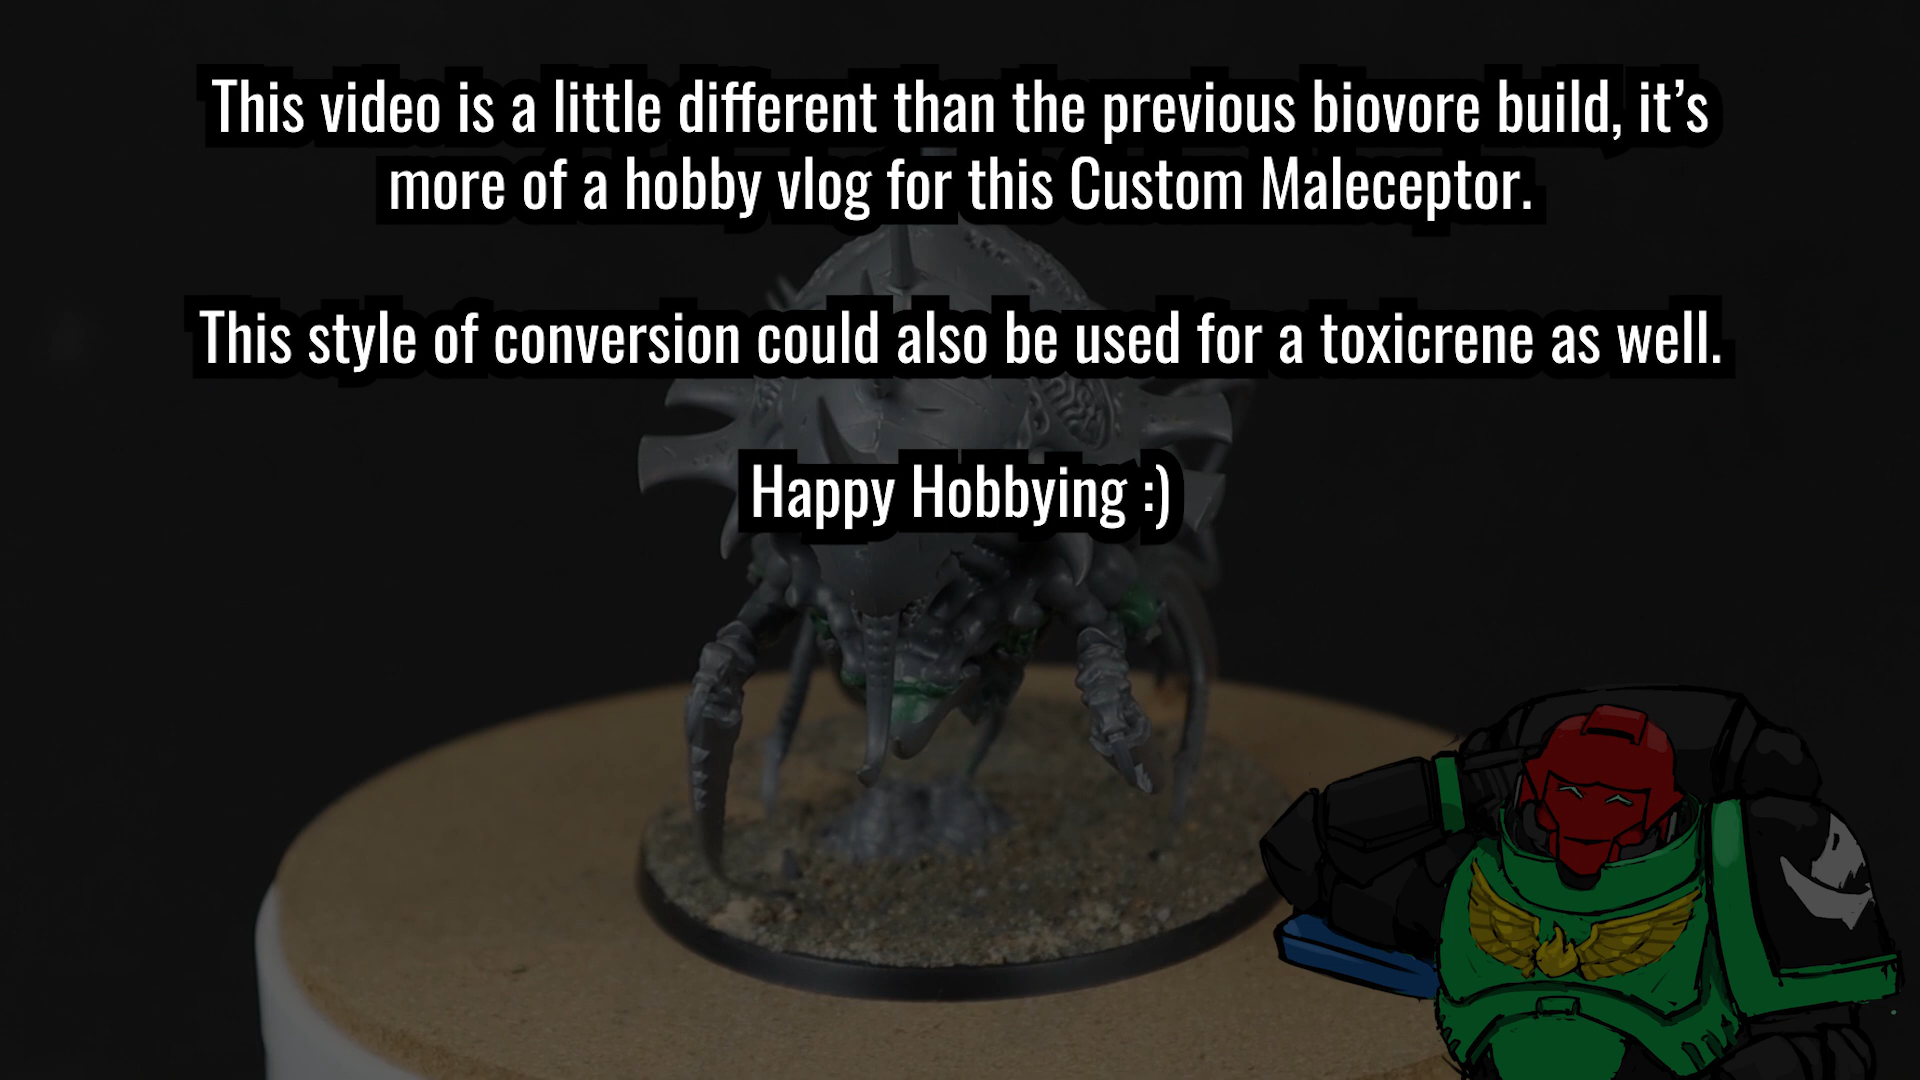 This video is a little different than the previous biovore build, it’s
more of a hobby vlog for this Custom Maleceptor.
This style of conversion could also be used for a toxicrene as well.
Happy Hobbying :)